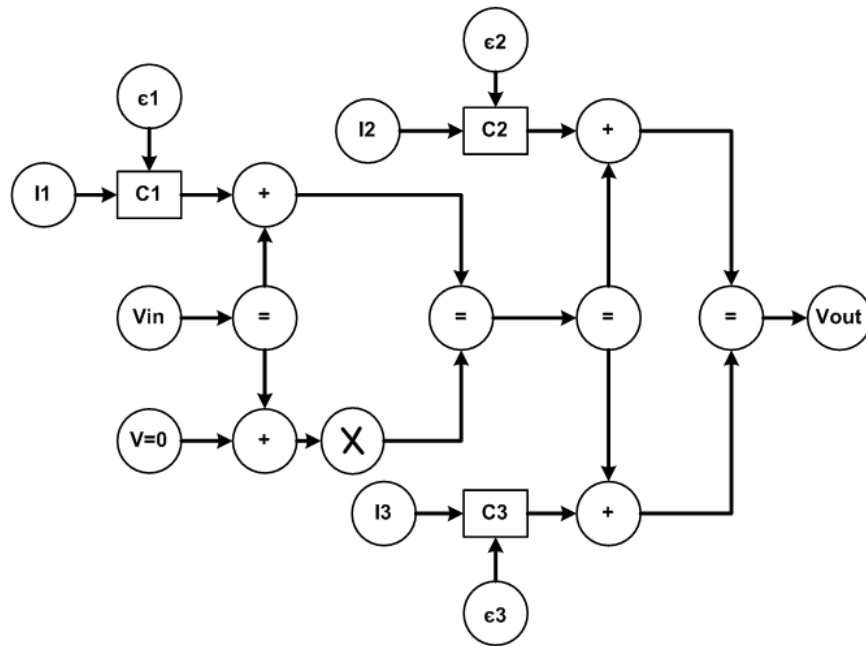 ϵ2
ϵ1
I2
C2
+
I1
C1
+
Vin
=
=
=
=
Vout
V=0
+
X
I3
C3
+
ϵ3